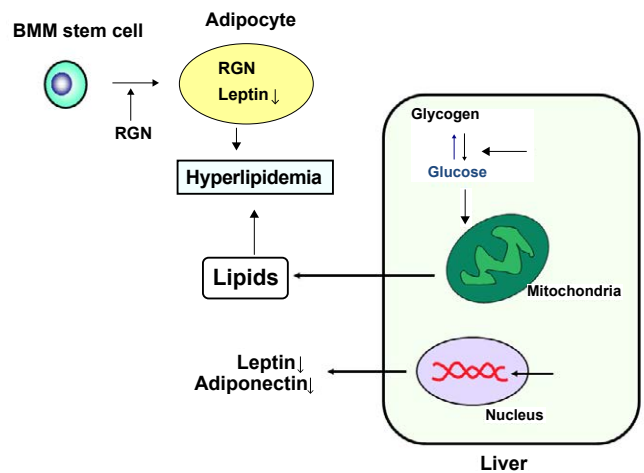 BMM stem cell
Adipocyte
RGN
Leptin↓
RGN
Hyperlipidemia
Lipids
Leptin↓
Adiponectin↓
Glycogen
Glucose
Mitochondria
Nucleus
Liver